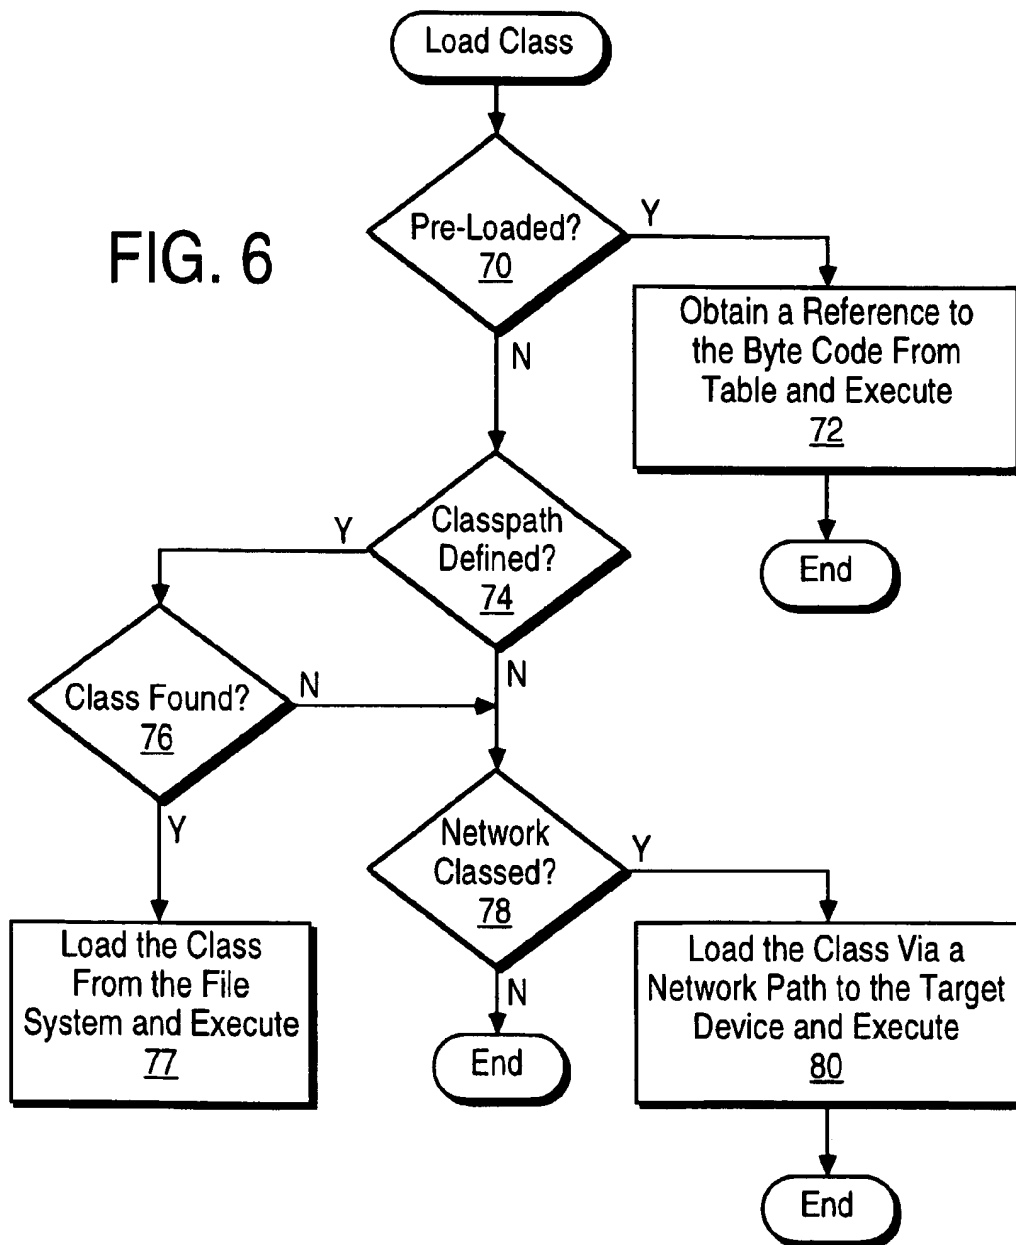 Load Class
FIG. 6
Pre-Loaded?
70
Y
N
Obtain a Reference to
the Byte Code From
Table and Execute
72
End
Classpath
Defined?
74
Y
N
Class Found?
76
N
Y
Network
Classed?
78
Y
N
Load the Class
From the File
System and Execute
77
End
Load the Class Via a
Network Path to the Target
Device and Execute
80
End